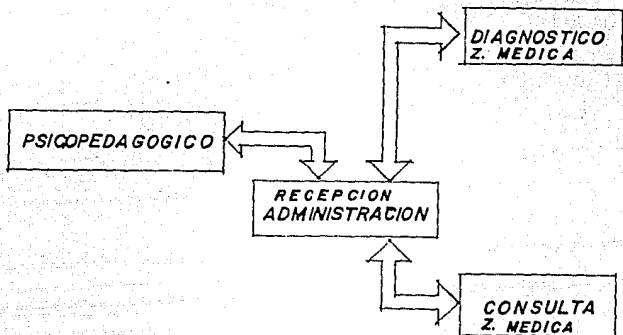 DIAGNOSTICO
Z. MEDICA
PSICOPEDAGOGICO
RECEPCION
ADMINISTRACION
CONSULTA
Z. MEDICA